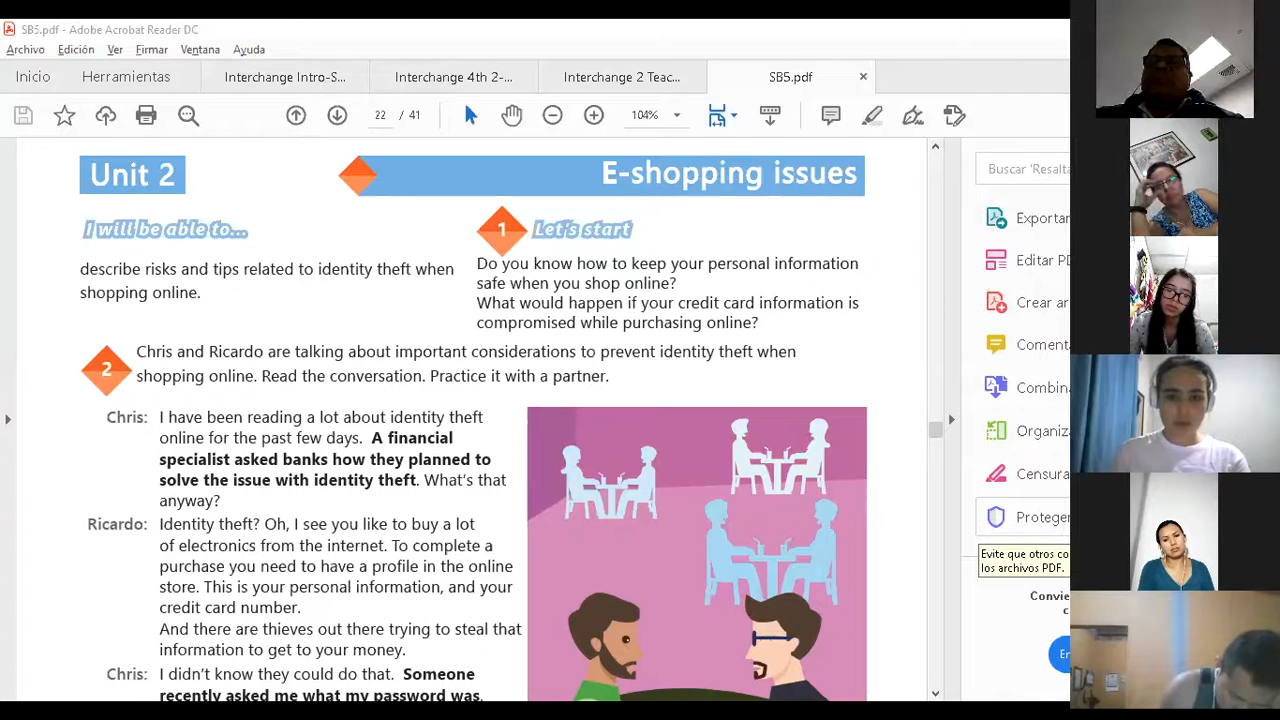 SB5.pdf - Adobe Acrobat Reader DC
Archivo Edición Ver Firmar Ventana Ayuda
Inicio Herramientas Interchange Intro-S... Interchange 4th 2-... Interchange 2 Teac... SB5.pdf ×
22 / 41 104%
Unit 2 E-shopping issues
I will be able to...
describe risks and tips related to identity theft when
shopping online.
1 Let's start
Do you know how to keep your personal information
safe when you shop online?
What would happen if your credit card information is
compromised while purchasing online?
2 Chris and Ricardo are talking about important considerations to prevent identity theft when
shopping online. Read the conversation. Practice it with a partner.
Chris: I have been reading a lot about identity theft
online for the past few days. A financial
specialist asked banks how they planned to
solve the issue with identity theft. What's that
anyway?
Ricardo: Identity theft? Oh, I see you like to buy a lot
of electronics from the internet. To complete a
purchase you need to have a profile in the online
store. This is your personal information, and your
credit card number.
And there are thieves out there trying to steal that
information to get to your money.
Chris: I didn't know they could do that. Someone
recently asked me what my password was.
Buscar 'Resalta
Exportar
Editar PD
Crear ar
Coment
Combina
Organiz
Censura
Proteger
Evite que otros co
los archivos PDF.
Convie
c
En